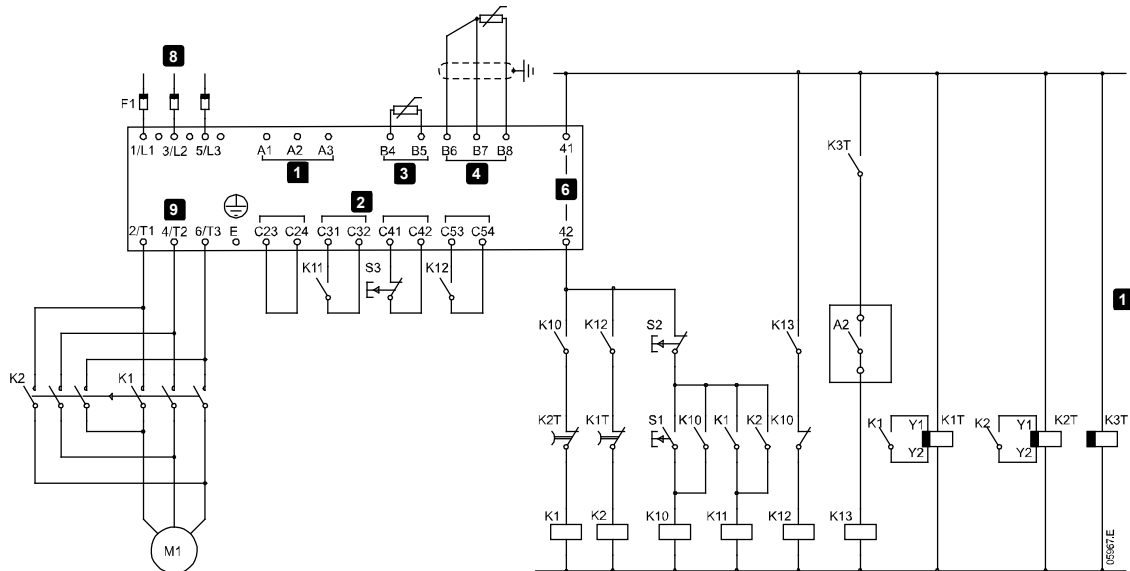 8
F1
1/L1 3/L2 5/L3 A1 A2 A3 B4 B5 B6 B7 B8 41
1 3 4
K3T
6
2
9
2/T1 4/T2 6/T3 E C23 C24 C31 C32 C41 C42 C53 C54 42
K11 S3 K12
1
K10 K12 S2 K13 A2
K2 K1
K2T K1T S1 K10 K1 K2 K10 K1 Y1 K1T K2 Y1 K2T K3T
Y2 Y2
K1 K2 K10 K11 K12 K13
M1
05967.E